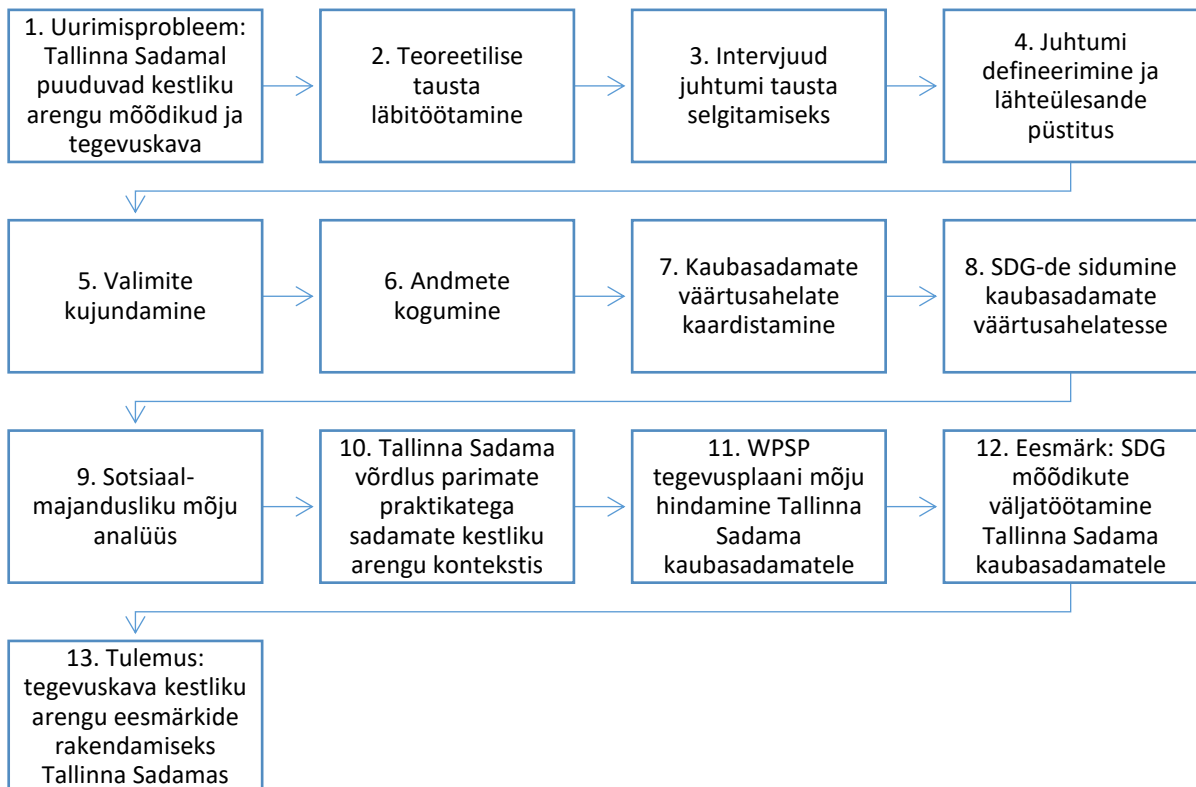 1. Uurimisprobleem:
Tallinna Sadamal
puuduvad kestliku
arengu mõõdikud ja
tegevuskava
2. Teoreetilise
tausta
läbitöötamine
3. Intervjuud
juhtumi tausta
selgitamiseks
4. Juhtumi
defineerimine ja
lähteülesande
püstitus
5. Valimite
kujundamine
6. Andmete
kogumine
7. Kaubasadamate
väärtusahelate
kaardistamine
8. SDG-de sidumine
kaubasadamate
väärtusahelatesse
9. Sotsiaal-
majandusliku mõju
analüüs
10. Tallinna Sadama
võrdlus parimate
praktikatega
sadamate kestliku
arengu kontekstis
11. WPSP
tegevusplaani mõju
hindamine Tallinna
Sadama
kaubasadamatele
12. Eesmärk: SDG
mõõdikute
väljatöötamine
Tallinna Sadama
kaubasadamatele
13. Tulemus:
tegevuskava kestliku
arengu eesmärkide
rakendamiseks
Tallinna Sadamas